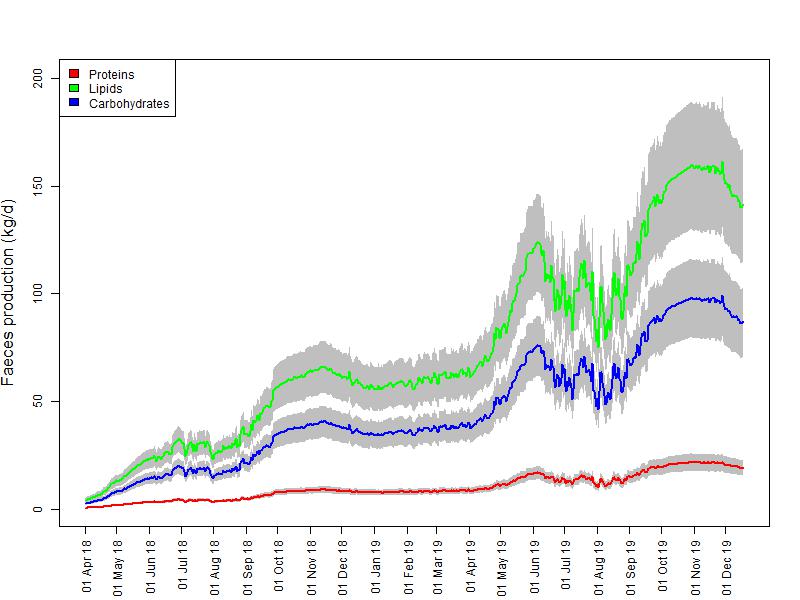 Proteins
Lipids
Carbohydrates
Faeces production (kg/d)
200
150
100
50
0
01 Apr 18
01 May 18
01 Jun 18
01 Jul 18
01 Aug 18
01 Sep 18
01 Oct 18
01 Nov 18
01 Dec 18
01 Jan 19
01 Feb 19
01 Mar 19
01 Apr 19
01 May 19
01 Jun 19
01 Jul 19
01 Aug 19
01 Sep 19
01 Oct 19
01 Nov 19
01 Dec 19